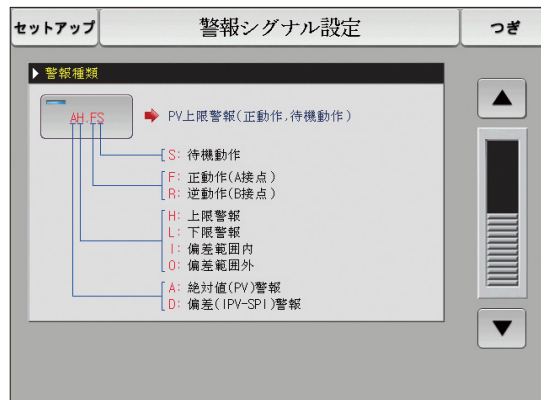 セットアップ 警報シグナル設定 つぎ
▶ 警報種類
AH.FS ➡ PV上限警報(正動作,待機動作)
S: 待機動作
F: 正動作(A接点)
R: 逆動作(B接点)
H: 上限警報
L: 下限警報
I: 偏差範囲内
O: 偏差範囲外
A: 絶対値(PV)警報
D: 偏差(IPV-SPI)警報